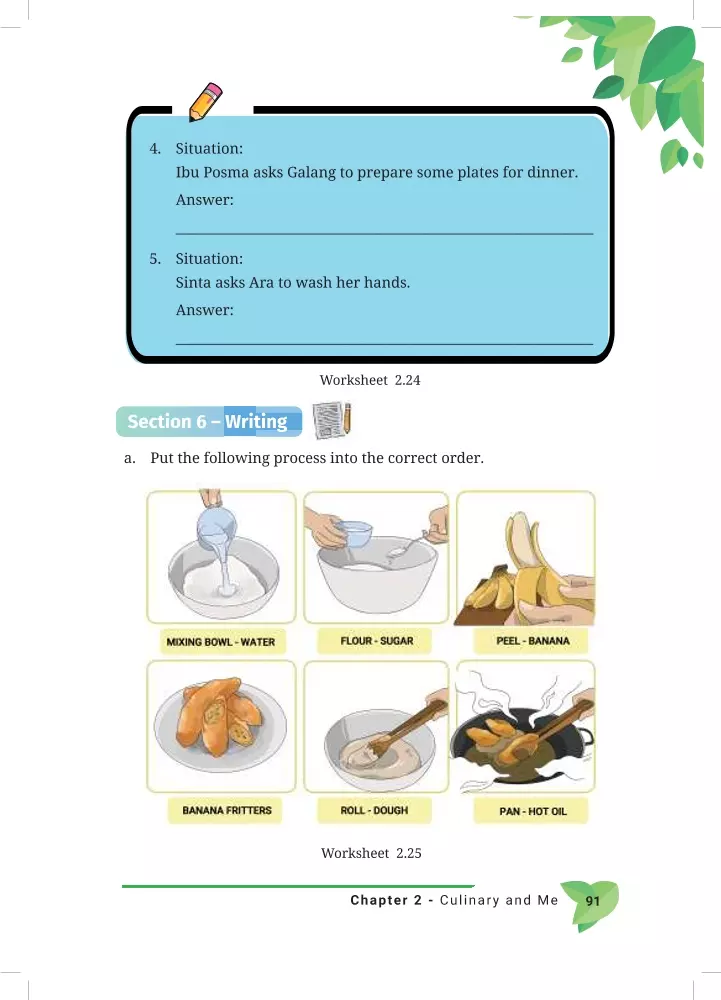 4. Situation:
Ibu Posma asks Galang to prepare some plates for dinner.
Answer:
5. Situation:
Sinta asks Ara to wash her hands.
Answer:
Worksheet 2.24
Section 6 – Writing
a. Put the following process into the correct order.
MIXING BOWL - WATER
FLOUR - SUGAR
PEEL - BANANA
BANANA FRITTERS
ROLL - DOUGH
PAN - HOT OIL
Worksheet 2.25
Chapter 2 - Culinary and Me 91